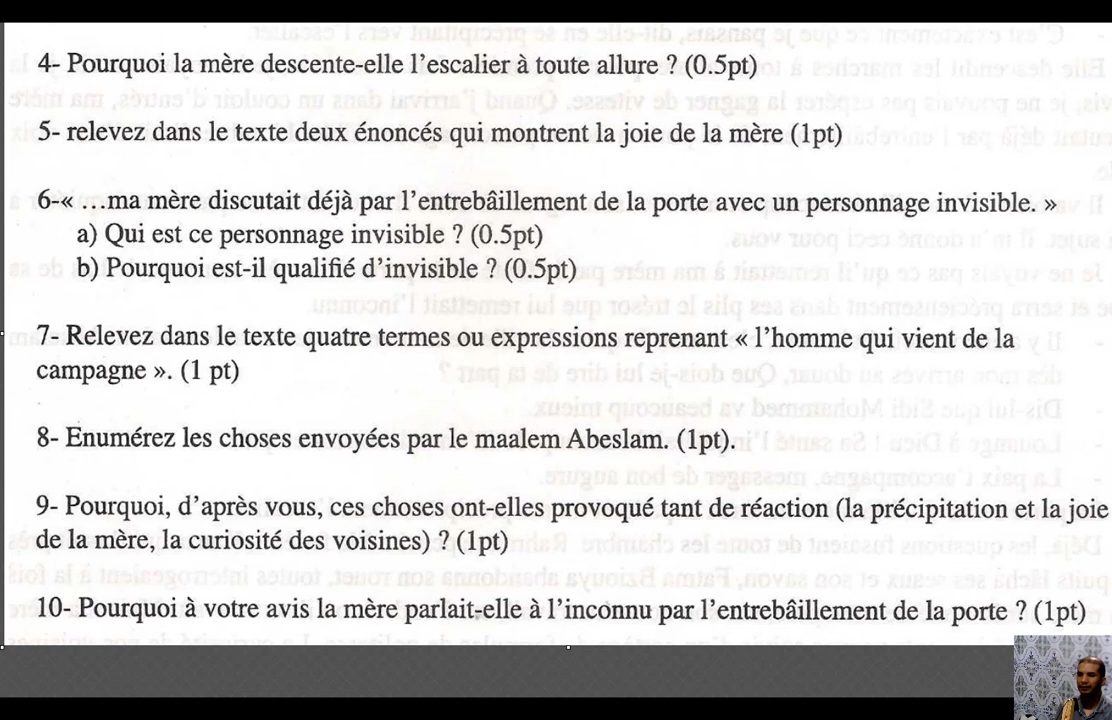 4- Pourquoi la mère descente-elle l'escalier à toute allure ? (0.5pt)
5- relevez dans le texte deux énoncés qui montrent la joie de la mère (1pt)
6-« …ma mère discutait déjà par l'entrebâillement de la porte avec un personnage invisible. »
a) Qui est ce personnage invisible ? (0.5pt)
b) Pourquoi est-il qualifié d'invisible ? (0.5pt)
7- Relevez dans le texte quatre termes ou expressions reprenant « l'homme qui vient de la
campagne ». (1 pt)
8- Enumérez les choses envoyées par le maalem Abeslam. (1pt).
9- Pourquoi, d'après vous, ces choses ont-elles provoqué tant de réaction (la précipitation et la joie
de la mère, la curiosité des voisines) ? (1pt)
10- Pourquoi à votre avis la mère parlait-elle à l'inconnu par l'entrebâillement de la porte ? (1pt)